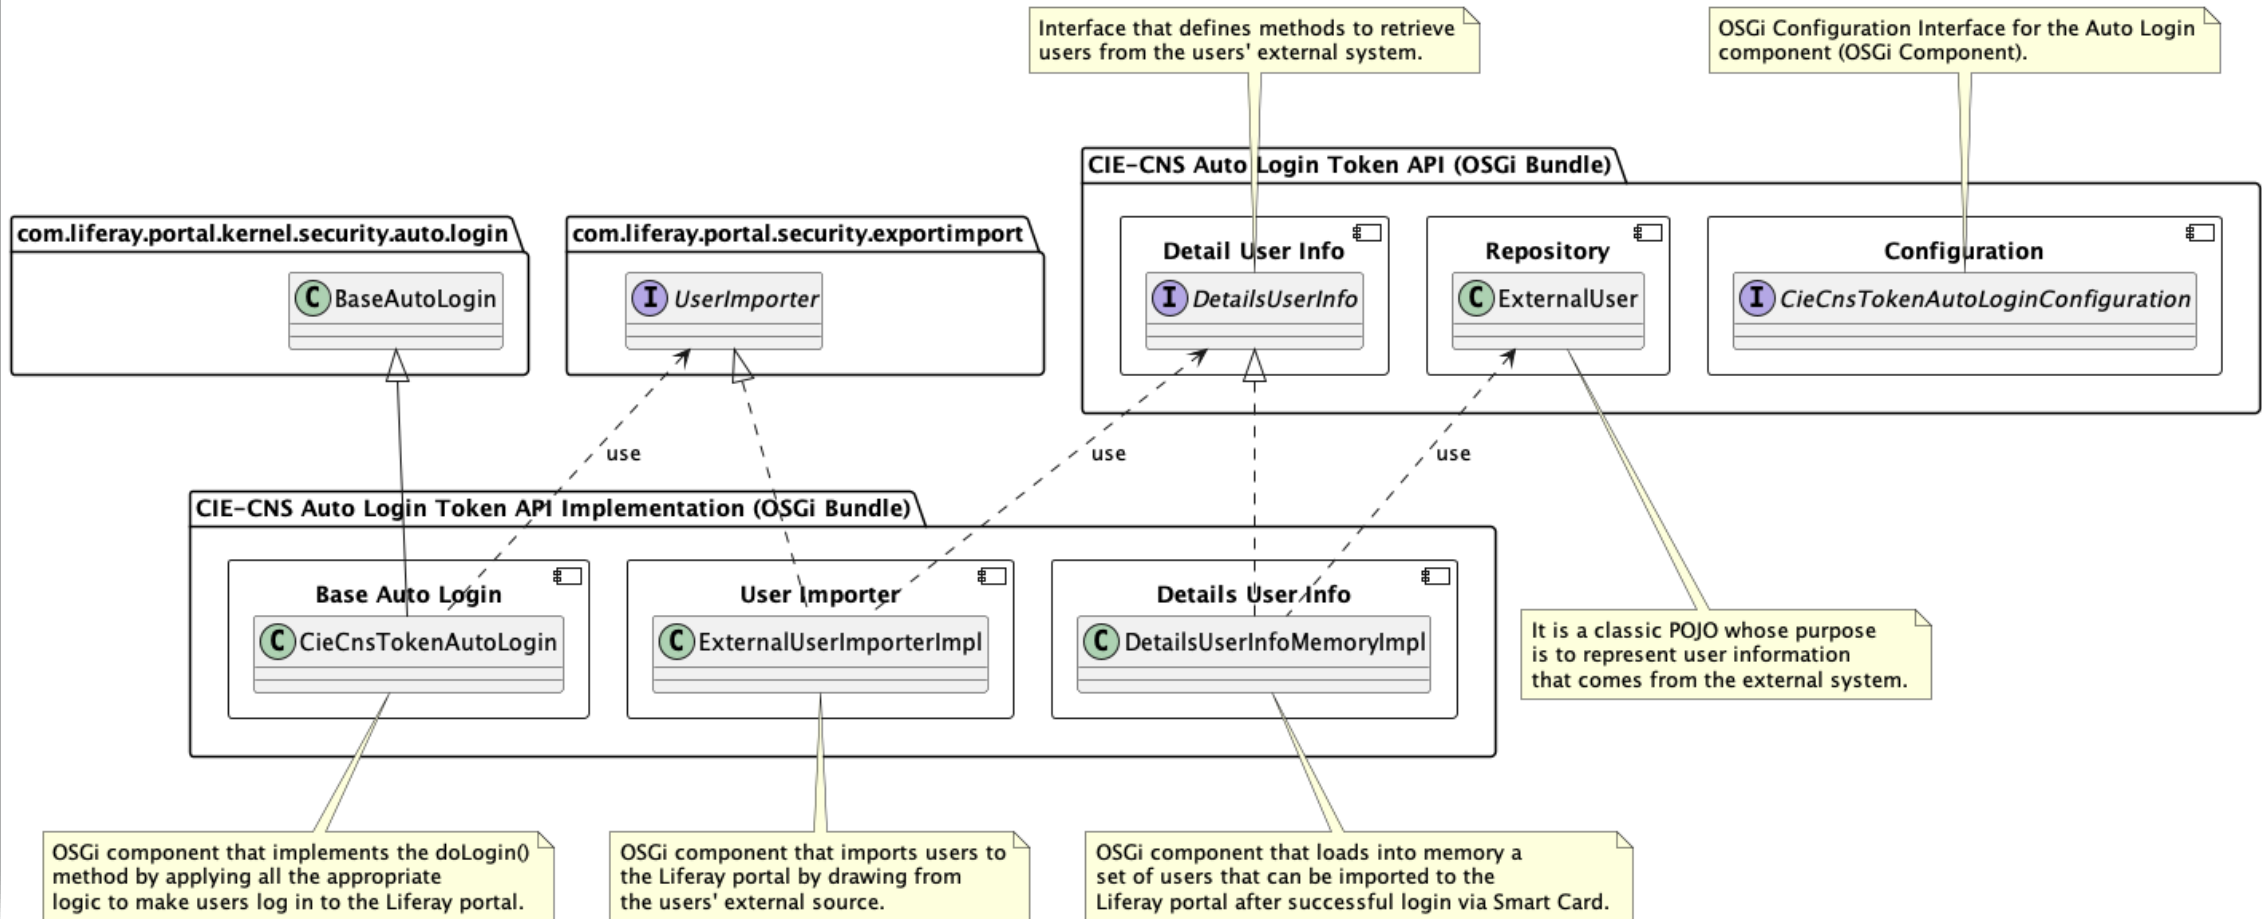 Interface that defines methods to retrieve
users from the users' external system.
OSGi Configuration Interface for the Auto Login
component (OSGi Component).
CIE-CNS Auto Login Token API (OSGi Bundle)
com.liferay.portal.kernel.security.auto.login
com.liferay.portal.security.exportimport
Detail User Info
Repository
Configuration
C BaseAutoLogin
I UserImporter
I DetailsUserInfo
C ExternalUser
I CieCnsTokenAutoLoginConfiguration
use
use
use
CIE-CNS Auto Login Token API Implementation (OSGi Bundle)
Base Auto Login
User Importer
Details User Info
C CieCnsTokenAutoLogin
C ExternalUserImporterImpl
C DetailsUserInfoMemoryImpl
It is a classic POJO whose purpose
is to represent user information
that comes from the external system.
OSGi component that implements the doLogin()
method by applying all the appropriate
logic to make users log in to the Liferay portal.
OSGi component that imports users to
the Liferay portal by drawing from
the users' external source.
OSGi component that loads into memory a
set of users that can be imported to the
Liferay portal after successful login via Smart Card.